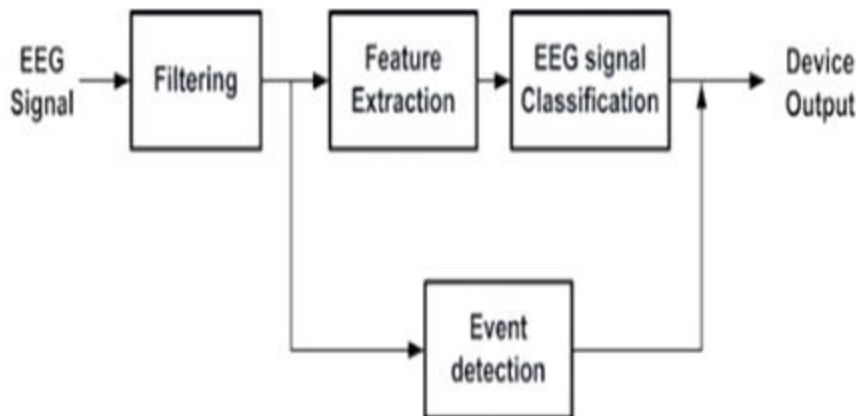 EEG
Signal
Filtering
Feature
Extraction
EEG signal
Classification
Device
Output
Event
detection